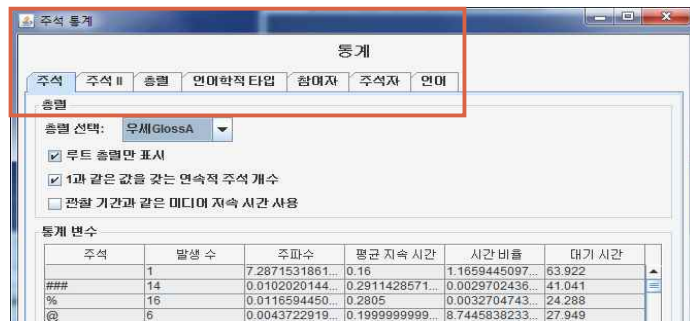 주석 통계
통계
주석 주석 II 층렬 언어학적 타입 참여자 주석자 언어
층렬
층렬 선택: 우세GlossA
루트 층렬만 표시
1과 같은 값을 갖는 연속적 주석 개수
관찰 기간과 같은 미디어 지속 시간 사용
통계 변수
주석 발생 수 주파수 평균 지속 시간 시간 비율 대기 시간
1 7.2871531861... 0.16 1.1659445097... 63.922
### 14 0.0102020144... 0.2911428571... 0.0029702436... 41.041
% 16 0.0116594450... 0.2805 0.0032704743... 24.288
@ 6 0.0043722919... 0.1999999999... 8.7445838233... 27.949